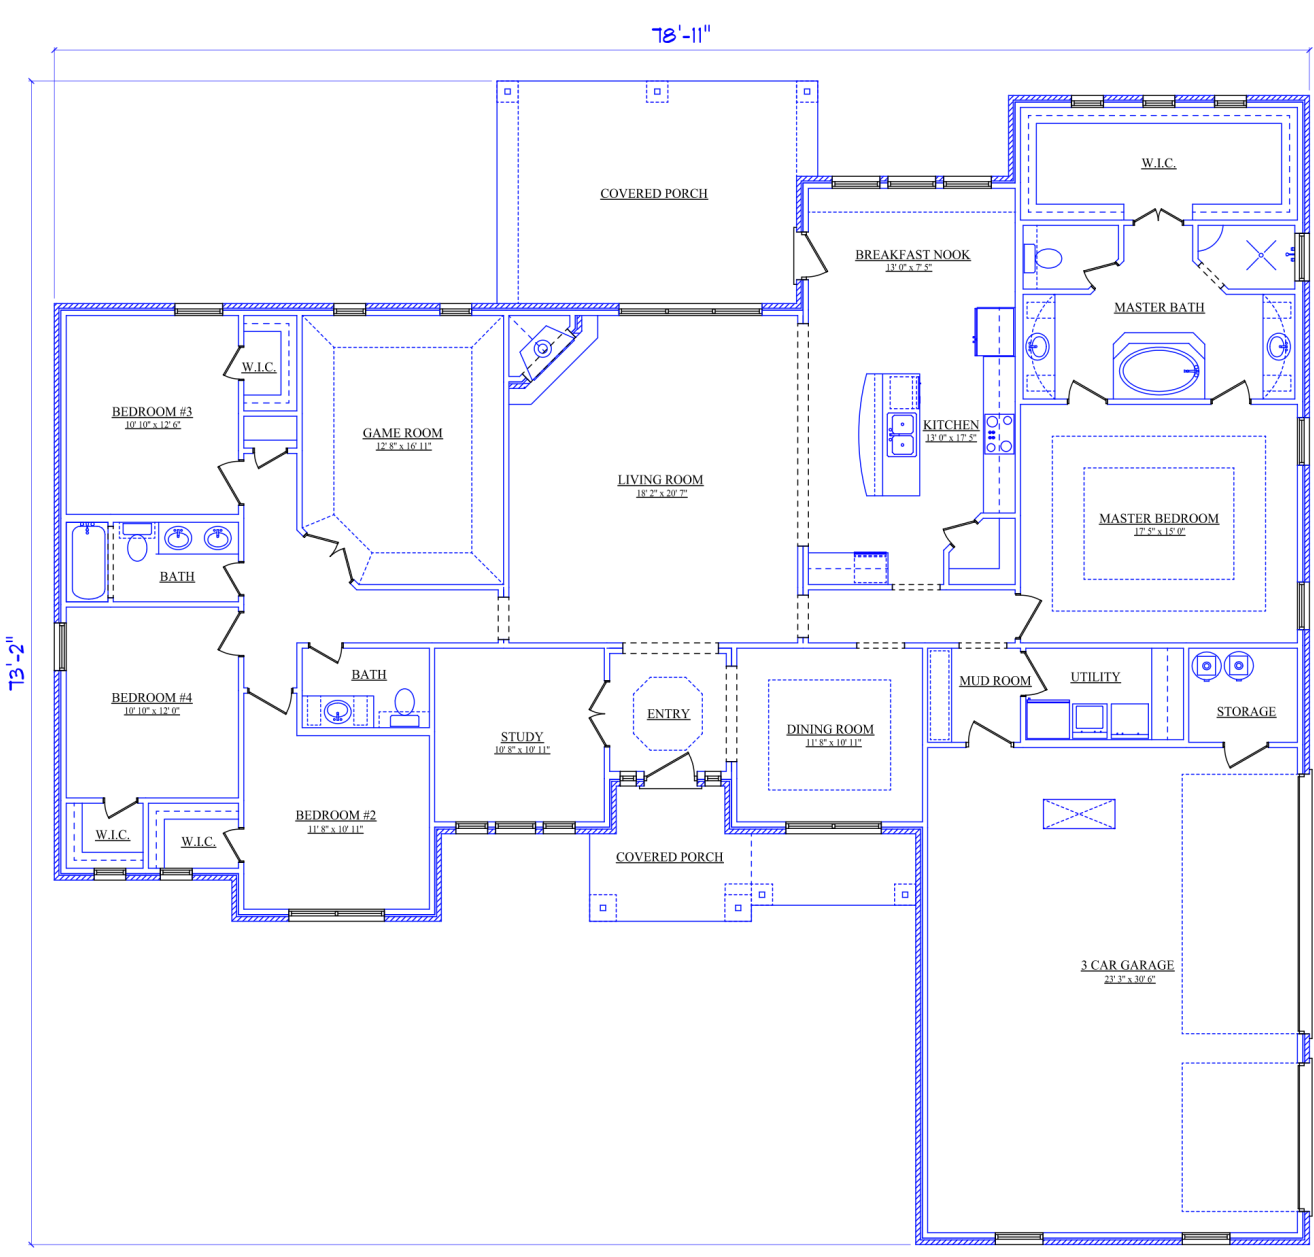 78'-11"
COVERED PORCH
W.I.C.
BREAKFAST NOOK
13' 0" x 7' 5"
MASTER BATH
W.I.C.
BEDROOM #3
10' 10" x 12' 6"
GAME ROOM
12' 8" x 16' 11"
KITCHEN
13' 0" x 17' 5"
LIVING ROOM
18' 2" x 20' 7"
MASTER BEDROOM
17' 5" x 15' 0"
BATH
73'-2"
BEDROOM #4
10' 10" x 12' 0"
BATH
MUD ROOM
UTILITY
ENTRY
STORAGE
STUDY
10' 8" x 10' 11"
DINING ROOM
11' 8" x 10' 11"
BEDROOM #2
11' 8" x 10' 11"
W.I.C.
W.I.C.
COVERED PORCH
3 CAR GARAGE
23' 3" x 30' 6"